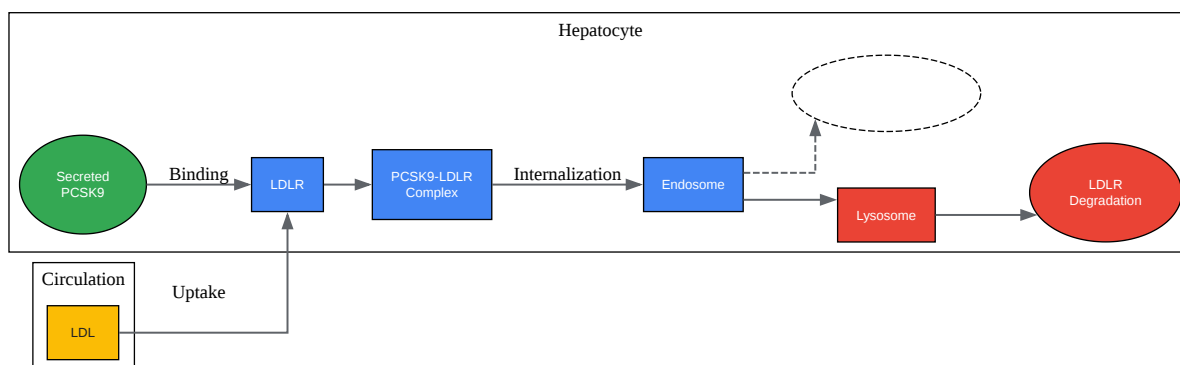 Hepatocyte
Secreted
PCSK9
Binding
LDLR
PCSK9-LDLR
Complex
Internalization
Endosome
Lysosome
LDLR
Degradation
Circulation
LDL
Uptake